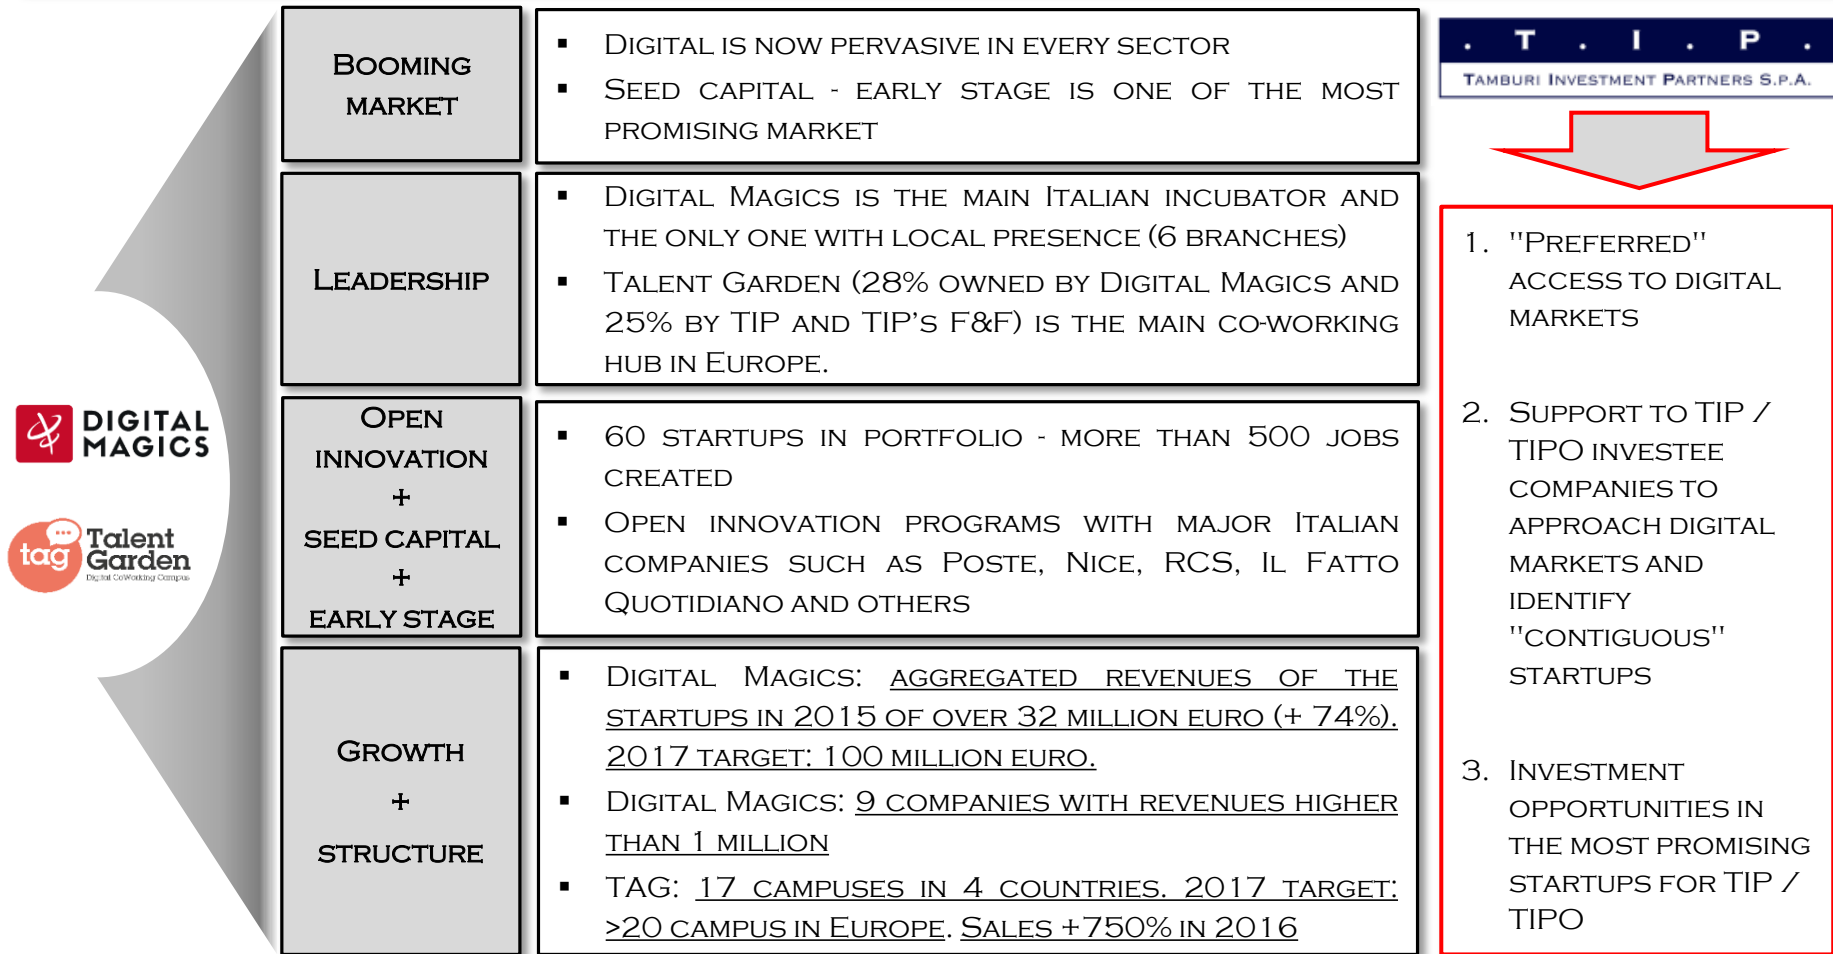 DIGITAL
MAGICS
tag
Talent
Garden
Digital CoWorking Campus
BOOMING
MARKET
▪ DIGITAL IS NOW PERVASIVE IN EVERY SECTOR
▪ SEED CAPITAL - EARLY STAGE IS ONE OF THE MOST
PROMISING MARKET
LEADERSHIP
▪ DIGITAL MAGICS IS THE MAIN ITALIAN INCUBATOR AND
THE ONLY ONE WITH LOCAL PRESENCE (6 BRANCHES)
▪ TALENT GARDEN (28% OWNED BY DIGITAL MAGICS AND
25% BY TIP AND TIP'S F&F) IS THE MAIN CO-WORKING
HUB IN EUROPE.
OPEN
INNOVATION
+
SEED CAPITAL
+
EARLY STAGE
▪ 60 STARTUPS IN PORTFOLIO - MORE THAN 500 JOBS
CREATED
▪ OPEN INNOVATION PROGRAMS WITH MAJOR ITALIAN
COMPANIES SUCH AS POSTE, NICE, RCS, IL FATTO
QUOTIDIANO AND OTHERS
GROWTH
+
STRUCTURE
▪ DIGITAL MAGICS: AGGREGATED REVENUES OF THE
STARTUPS IN 2015 OF OVER 32 MILLION EURO (+ 74%).
2017 TARGET: 100 MILLION EURO.
▪ DIGITAL MAGICS: 9 COMPANIES WITH REVENUES HIGHER
THAN 1 MILLION
▪ TAG: 17 CAMPUSES IN 4 COUNTRIES. 2017 TARGET:
>20 CAMPUS IN EUROPE. SALES +750% IN 2016
. T . I . P .
TAMBURI INVESTMENT PARTNERS S.P.A.
1. "PREFERRED"
ACCESS TO DIGITAL
MARKETS
2. SUPPORT TO TIP /
TIPO INVESTEE
COMPANIES TO
APPROACH DIGITAL
MARKETS AND
IDENTIFY
"CONTIGUOUS"
STARTUPS
3. INVESTMENT
OPPORTUNITIES IN
THE MOST PROMISING
STARTUPS FOR TIP /
TIPO